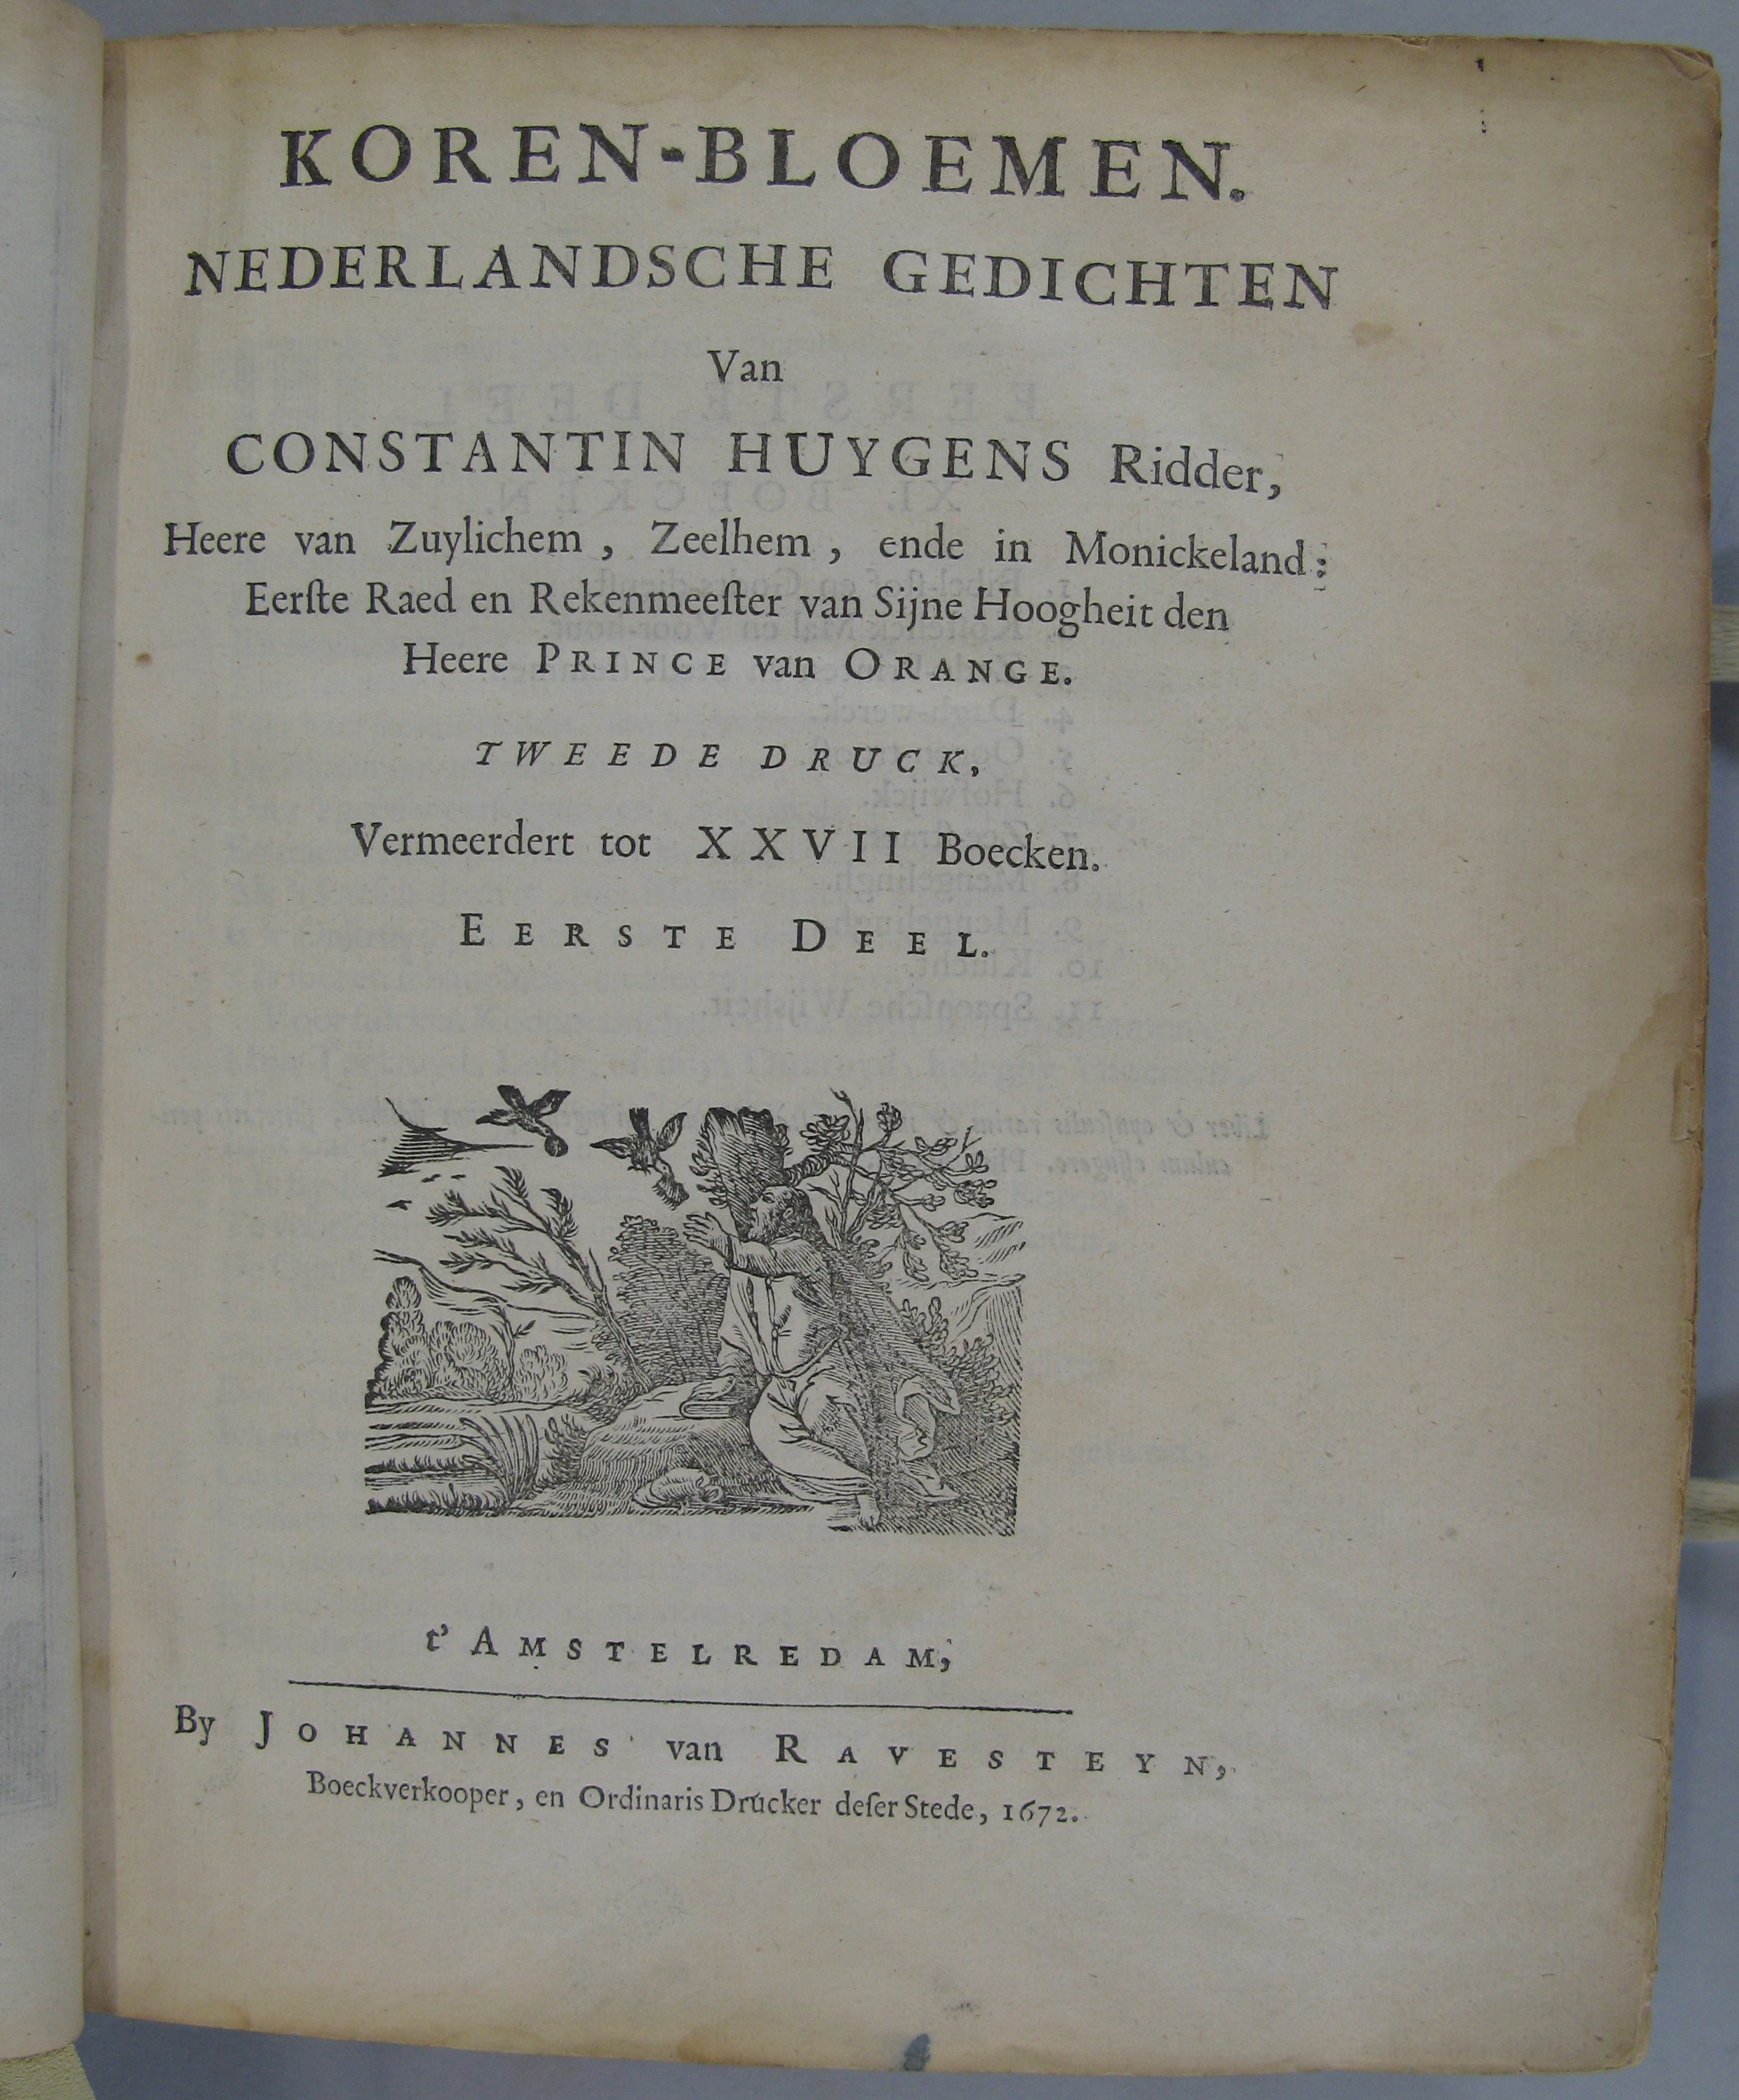 KOREN-BLOEMEN.
NEDERLANDSCHE GEDICHTEN
Van
CONSTANTIN HUYGENS Ridder,
Heere van Zuylichem, Zeelhem, ende in Monickeland:
Eerſte Raed en Rekenmeeſter van Sijne Hoogheit den
Heere PRINCE van ORANGE.
TWEEDE DRUCK,
Vermeerdert tot XXVII Boecken.
EERSTE DEEL.
t' AMSTELREDAM,
By JOHANNES van RAVESTEYN,
Boeckverkooper, en Ordinaris Drucker deſer Stede, 1672.